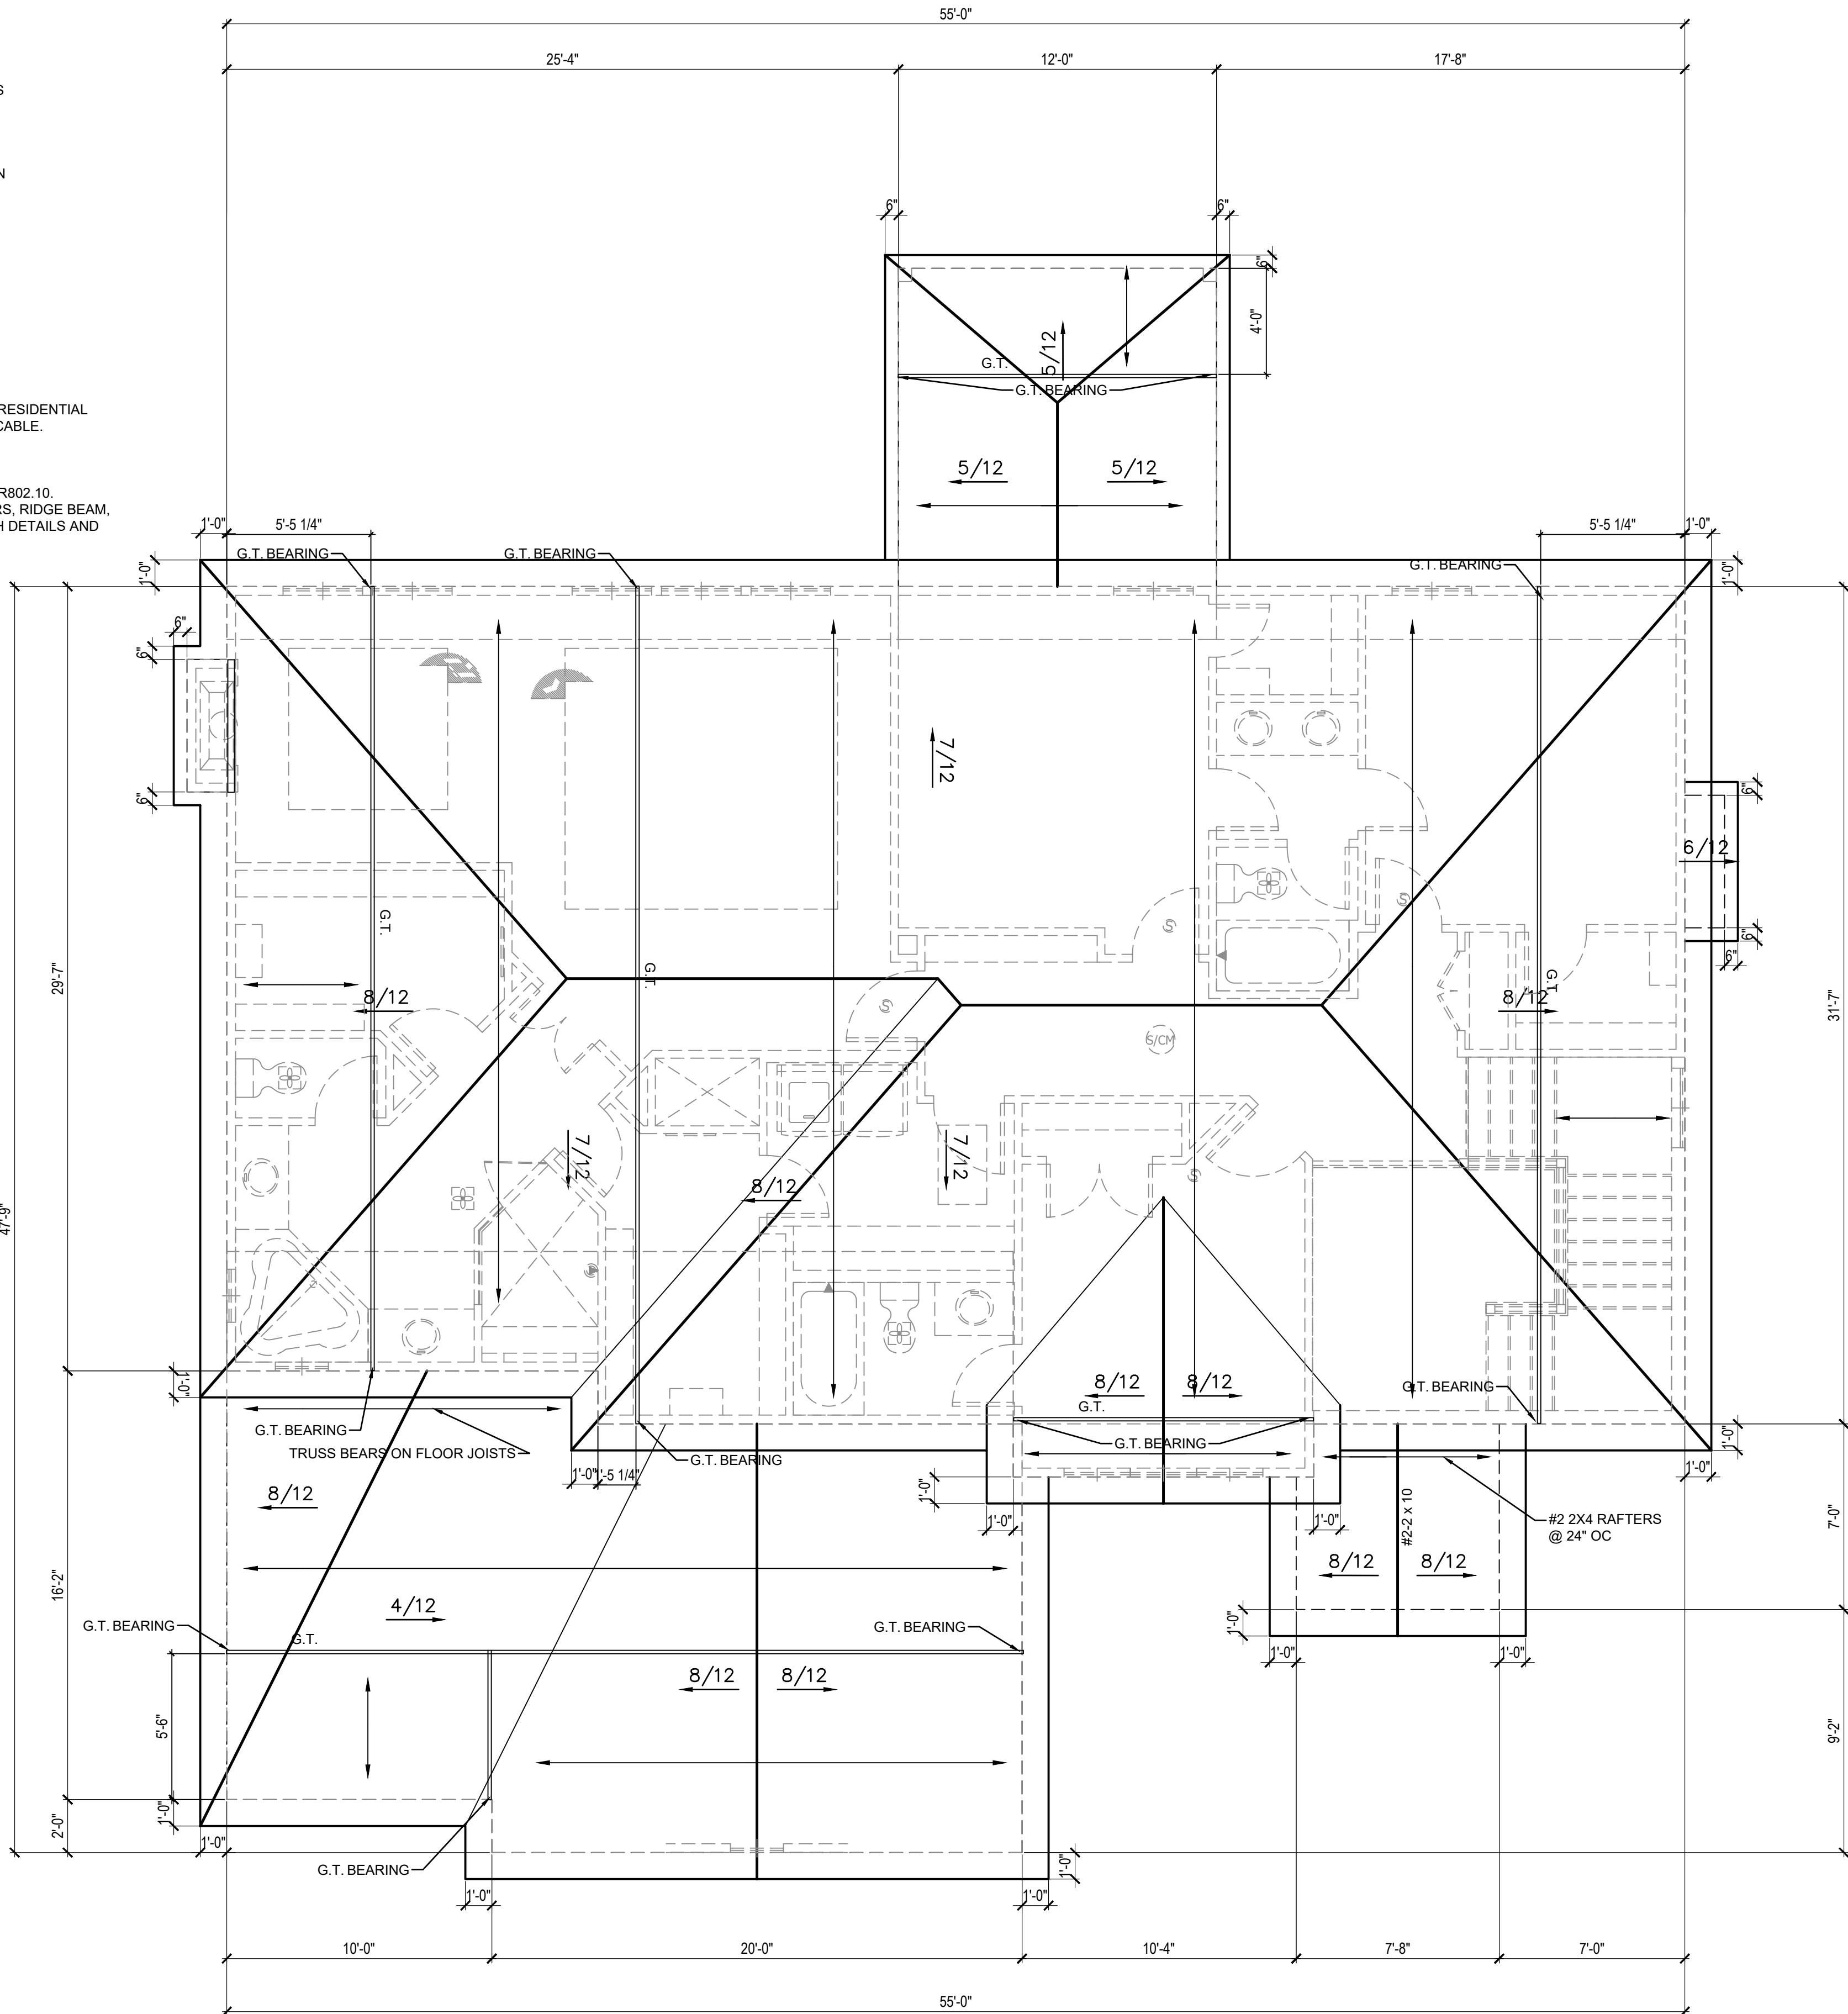 55'-0"
25'-4"
12'-0"
17'-8"
S
N
6"
6"
6"
4'-0"
G.T.
5/12
G.T. BEARING
RESIDENTIAL
CABLE.
5/12
5/12
R802.10.
RS, RIDGE BEAM,
H DETAILS AND
1'-0"
5'-5 1/4"
5'-5 1/4"
1'-0"
G.T. BEARING
G.T. BEARING
G.T. BEARING
1'-0"
1'-0"
6"
6"
7/12
6"
6"
6/12
6"
6"
G.T.
S
S
29'-7"
G.T.
G.T.
8/12
8/12
31'-7"
S
S/CM
7/12
7/12
8/12
S
47'-9"
1'-0"
8/12
8/12
G.T.
G.T. BEARING
G.T. BEARING
G.T. BEARING
1'-0"
TRUSS BEARS ON FLOOR JOISTS
G.T. BEARING
1'-0"
'-5 1/4"
1'-0"
1'-0"
8/12
1'-0"
1'-0"
#2-2 x 10
#2 2X4 RAFTERS
@ 24" OC
7'-0"
8/12
8/12
16'-2"
4/12
1'-0"
G.T. BEARING
G.T.
G.T. BEARING
1'-0"
1'-0"
8/12
8/12
5'-6"
9'-2"
1'-0"
2'-0"
1'-0"
G.T. BEARING
1'-0"
1'-0"
1'-0"
10'-0"
20'-0"
10'-4"
7'-8"
7'-0"
55'-0"